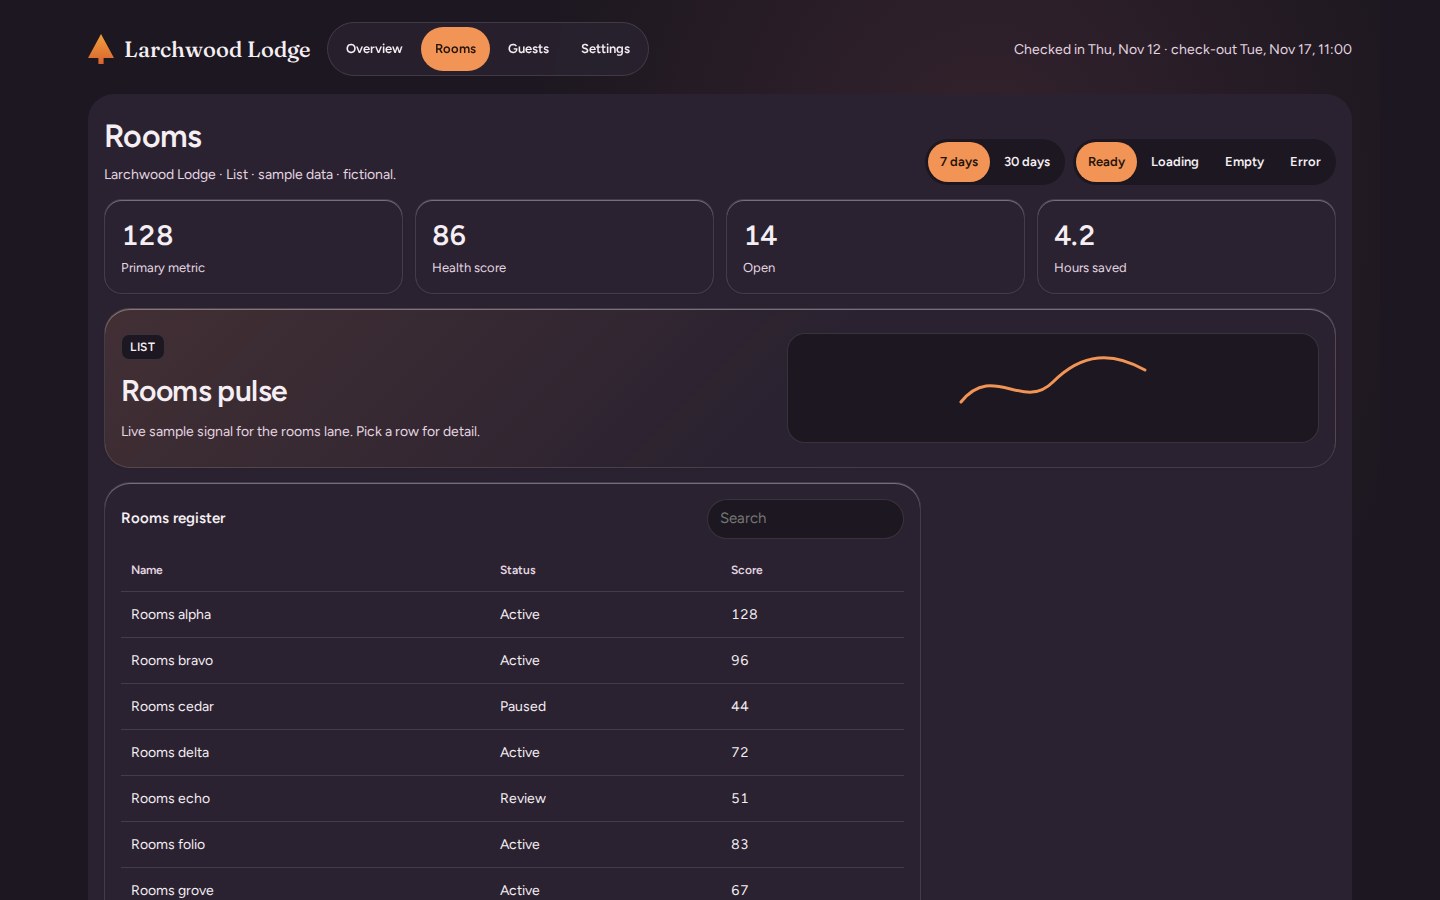 Larchwood Lodge
Overview
Rooms
Guests
Settings
Checked in Thu, Nov 12 · check-out Tue, Nov 17, 11:00
Rooms
Larchwood Lodge · List · sample data · fictional.
7 days
30 days
Ready
Loading
Empty
Error
128
Primary metric
86
Health score
14
Open
4.2
Hours saved
LIST
Rooms pulse
Live sample signal for the rooms lane. Pick a row for detail.
Rooms register
Search
Name Status Score
Rooms alpha Active 128
Rooms bravo Active 96
Rooms cedar Paused 44
Rooms delta Active 72
Rooms echo Review 51
Rooms folio Active 83
Rooms grove Active 67